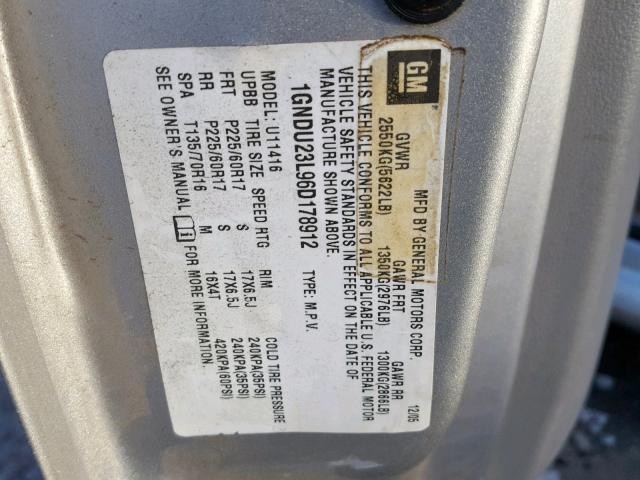 GM
MFD BY GENERAL MOTORS CORP. 12/05
GVWR GAWR FRT GAWR RR
2550KG(5622LB) 1350KG(2976LB) 1300KG(2866LB)
THIS VEHICLE CONFORMS TO ALL APPLICABLE U.S. FEDERAL MOTOR
VEHICLE SAFETY STANDARDS IN EFFECT ON THE DATE OF
MANUFACTURE SHOWN ABOVE.
1GNDU23L96D178912 TYPE: M.P.V.
MODEL: U11416
UPBB TIRE SIZE SPEED RTG RIM COLD TIRE PRESSURE
FRT P225/60R17 S 17X6.5J 240KPA(35PSI)
RR P225/60R17 S 17X6.5J 240KPA(35PSI)
SPA T135/70R16 M 16X4T 420KPA(60PSI)
SEE OWNER'S MANUAL i FOR MORE INFORMATION.